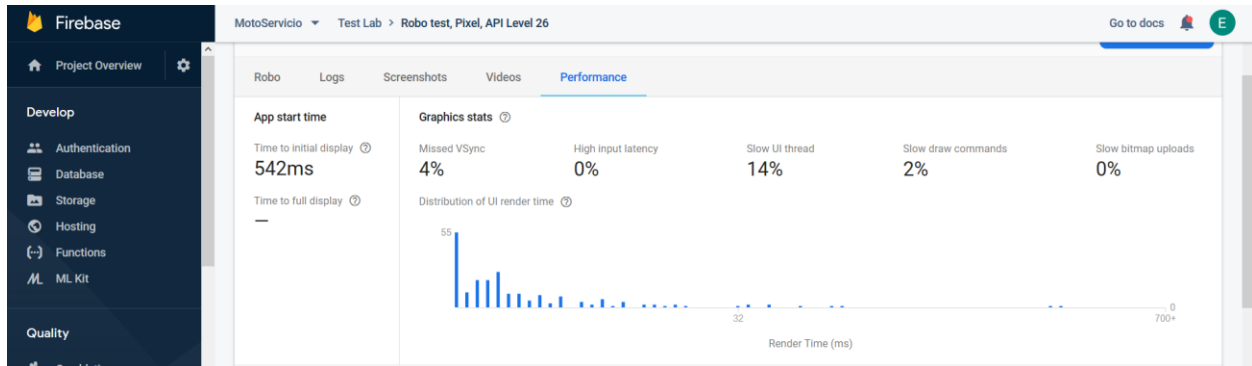 Firebase
MotoServicio Test Lab > Robo test, Pixel, API Level 26
Go to docs
E
Project Overview
Develop
Authentication
Database
Storage
Hosting
Functions
ML Kit
Quality
Robo Logs Screenshots Videos Performance
App start time
Time to initial display
542ms
Time to full display
—
Graphics stats
Missed VSync High input latency Slow UI thread Slow draw commands Slow bitmap uploads
4% 0% 14% 2% 0%
Distribution of UI render time
55
0
32 700+
Render Time (ms)